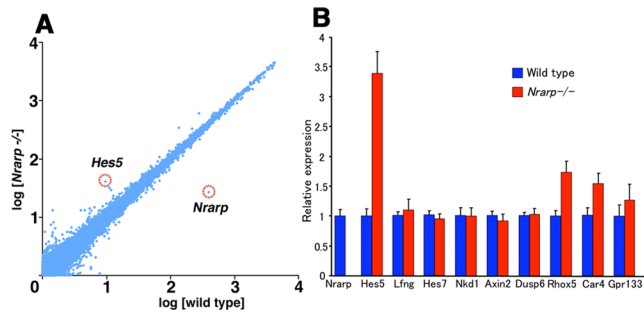 A
log [Nrarp -/-]
4
3
2
1
0
Hes5
Nrarp
0 1 2 3 4
log [wild type]
B
Relative expression
4
3.5
3
2.5
2
1.5
1
0.5
0
Wild type
Nrarp-/-
Nrarp Hes5 Lfng Hes7 Nkd1 Axin2 Dusp6 Rhox5 Car4 Gpr133